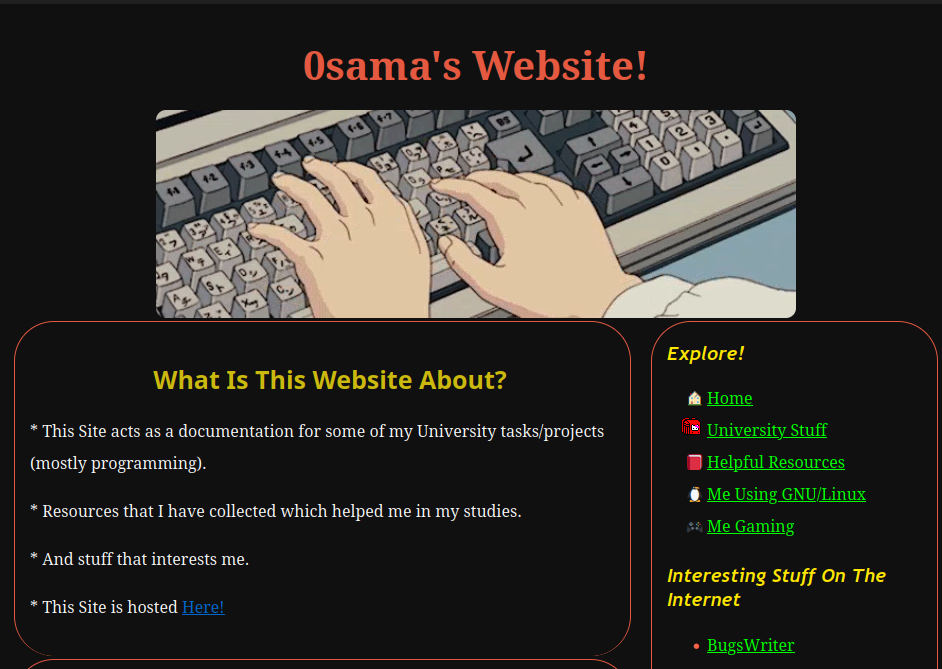 0sama's Website!
What Is This Website About?
* This Site acts as a documentation for some of my University tasks/projects
(mostly programming).
* Resources that I have collected which helped me in my studies.
* And stuff that interests me.
* This Site is hosted Here!
Explore!
Home
University Stuff
Helpful Resources
Me Using GNU/Linux
Me Gaming
Interesting Stuff On The
Internet
BugsWriter